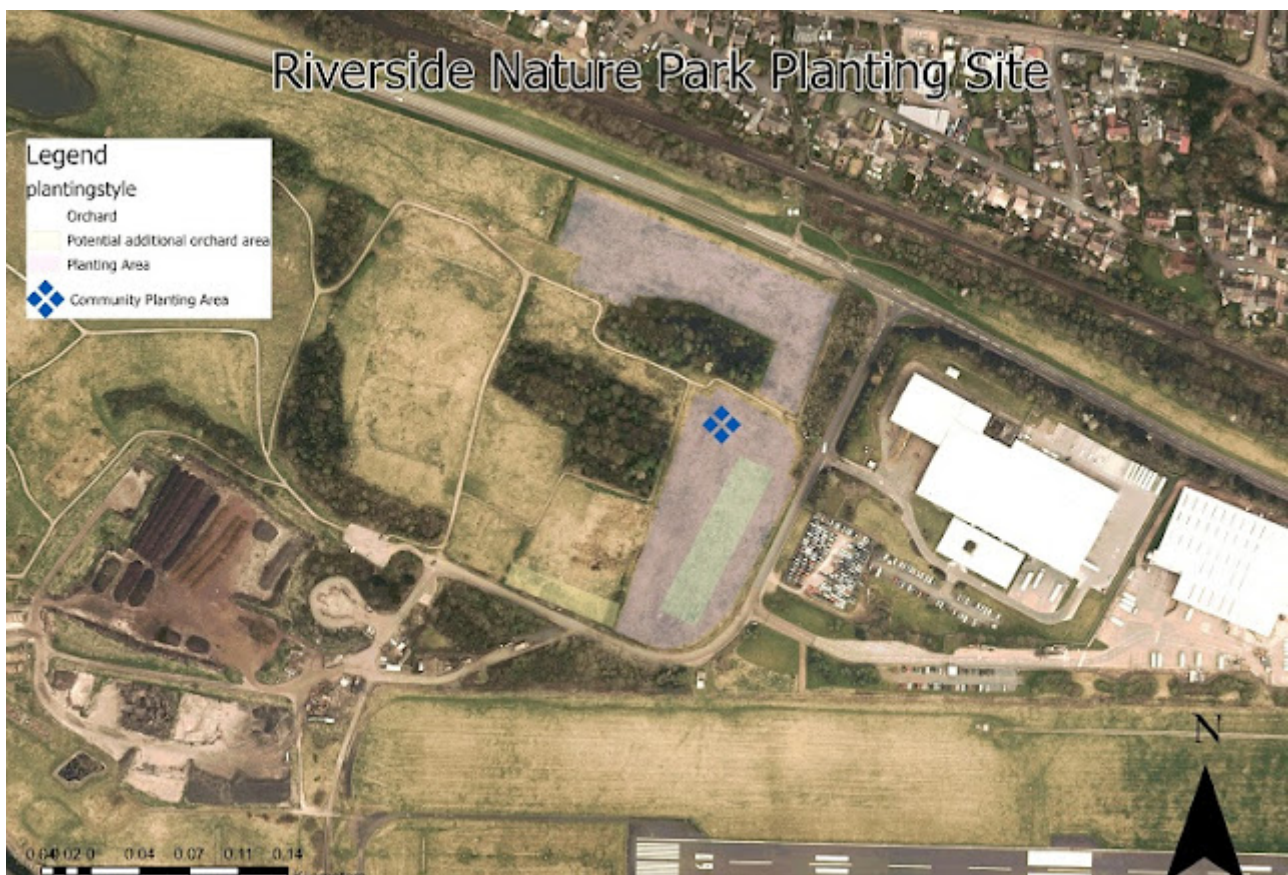 Riverside Nature Park Planting Site
Legend
plantingstyle
Orchard
Potential additional orchard area
Planting Area
Community Planting Area
N
0.04 0.07 0.11 0.14